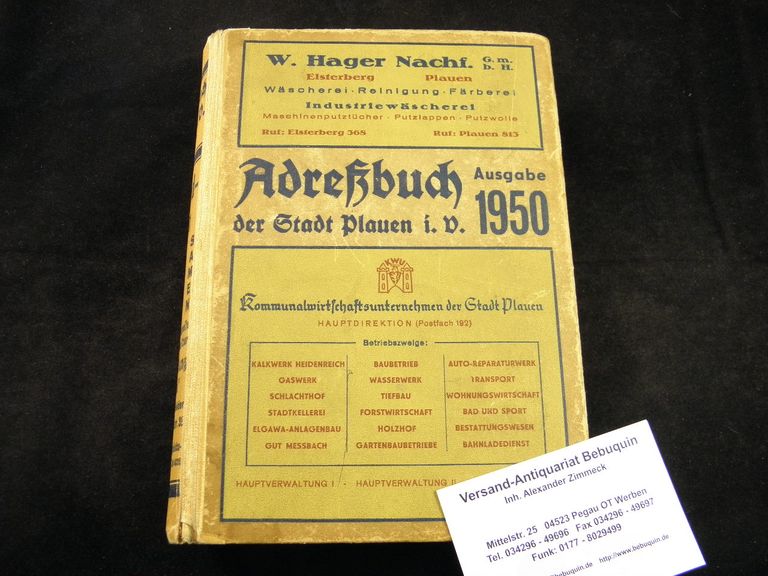 W. Hager Nachf. G. m. b. H.
Elsterberg Plauen
Wäscherei · Reinigung · Färberei
Industriewäscherei
Maschinenputztücher · Putzlappen · Putzwolle
Ruf: Elsterberg 368 Ruf: Plauen 813
Adreßbuch Ausgabe
der Stadt Plauen i. V. 1950
KWU
Kommunalwirtschaftsunternehmen der Stadt Plauen
HAUPTDIREKTION (Postfach 192)
Betriebszweige:
KALKWERK HEIDENREICH BAUBETRIEB AUTO-REPARATURWERK
GASWERK WASSERWERK TRANSPORT
SCHLACHTHOF TIEFBAU WOHNUNGSWIRTSCHAFT
STADTKELLEREI FORSTWIRTSCHAFT BAD UND SPORT
ELGAWA-ANLAGENBAU HOLZHOF BESTATTUNGSWESEN
GUT MESSBACH GARTENBAUBETRIEBE BAHNLADEDIENST
HAUPTVERWALTUNG I - HAUPTVERWALTUNG II
Versand-Antiquariat Bebuquin
Inh. Alexander Zimmeck
Mittelstr. 25 04523 Pegau OT Werben
Tel. 034296 - 49696 Fax 034296 - 49697
Funk: 0177 - 8029499
bebuquin.de http://www.bebuquin.de